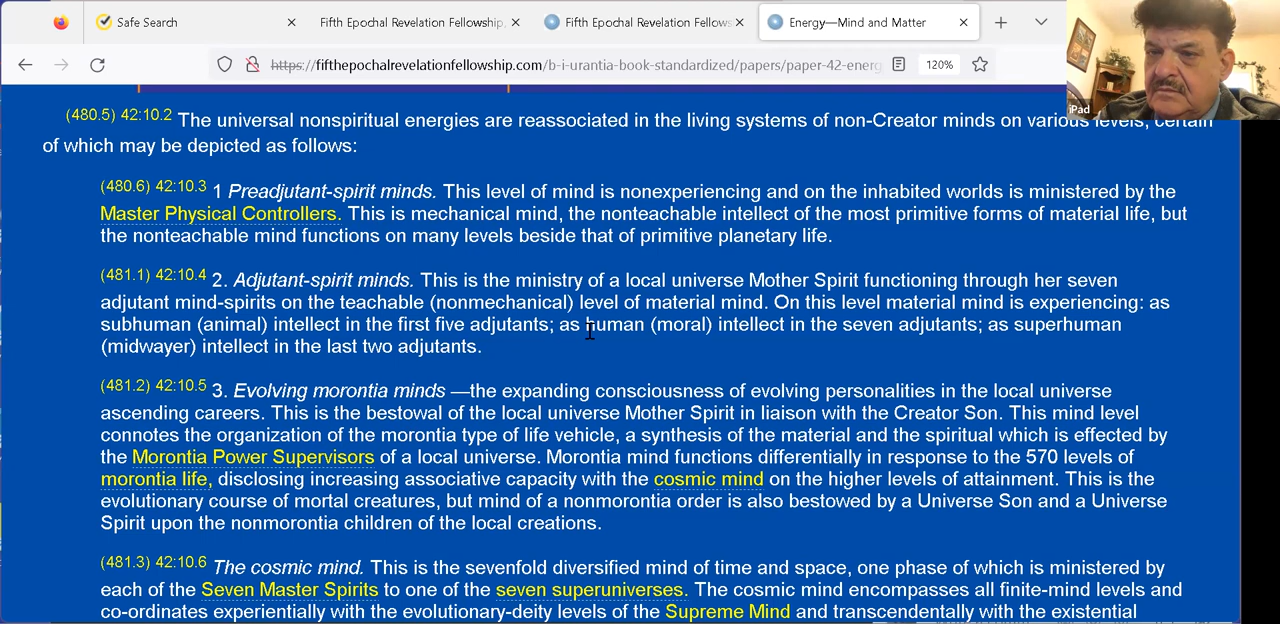 Safe Search
Fifth Epochal Revelation Fellowship,
Fifth Epochal Revelation Fellows
Energy—Mind and Matter
https://fifthepochalrevelationfellowship.com/b-i-urantia-book-standardized/papers/paper-42-energ
120%
iPad
(480.5) 42:10.2 The universal nonspiritual energies are reassociated in the living systems of non-Creator minds on various levels, certain
of which may be depicted as follows:
(480.6) 42:10.3 1 Preadjutant-spirit minds. This level of mind is nonexperiencing and on the inhabited worlds is ministered by the
Master Physical Controllers. This is mechanical mind, the nonteachable intellect of the most primitive forms of material life, but
the nonteachable mind functions on many levels beside that of primitive planetary life.
(481.1) 42:10.4 2. Adjutant-spirit minds. This is the ministry of a local universe Mother Spirit functioning through her seven
adjutant mind-spirits on the teachable (nonmechanical) level of material mind. On this level material mind is experiencing: as
subhuman (animal) intellect in the first five adjutants; as human (moral) intellect in the seven adjutants; as superhuman
(midwayer) intellect in the last two adjutants.
(481.2) 42:10.5 3. Evolving morontia minds —the expanding consciousness of evolving personalities in the local universe
ascending careers. This is the bestowal of the local universe Mother Spirit in liaison with the Creator Son. This mind level
connotes the organization of the morontia type of life vehicle, a synthesis of the material and the spiritual which is effected by
the Morontia Power Supervisors of a local universe. Morontia mind functions differentially in response to the 570 levels of
morontia life, disclosing increasing associative capacity with the cosmic mind on the higher levels of attainment. This is the
evolutionary course of mortal creatures, but mind of a nonmorontia order is also bestowed by a Universe Son and a Universe
Spirit upon the nonmorontia children of the local creations.
(481.3) 42:10.6 The cosmic mind. This is the sevenfold diversified mind of time and space, one phase of which is ministered by
each of the Seven Master Spirits to one of the seven superuniverses. The cosmic mind encompasses all finite-mind levels and
co-ordinates experientially with the evolutionary-deity levels of the Supreme Mind and transcendentally with the existential